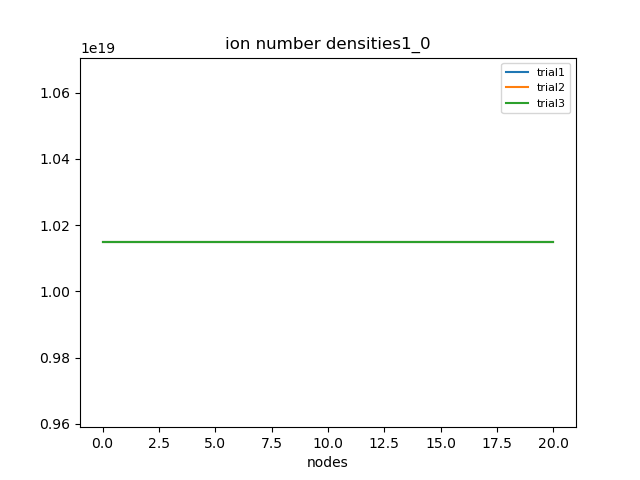 ion number densities1_0
1e19
trial1
trial2
trial3
1.06
1.04
1.02
1.00
0.98
0.96
0.0 2.5 5.0 7.5 10.0 12.5 15.0 17.5 20.0
nodes